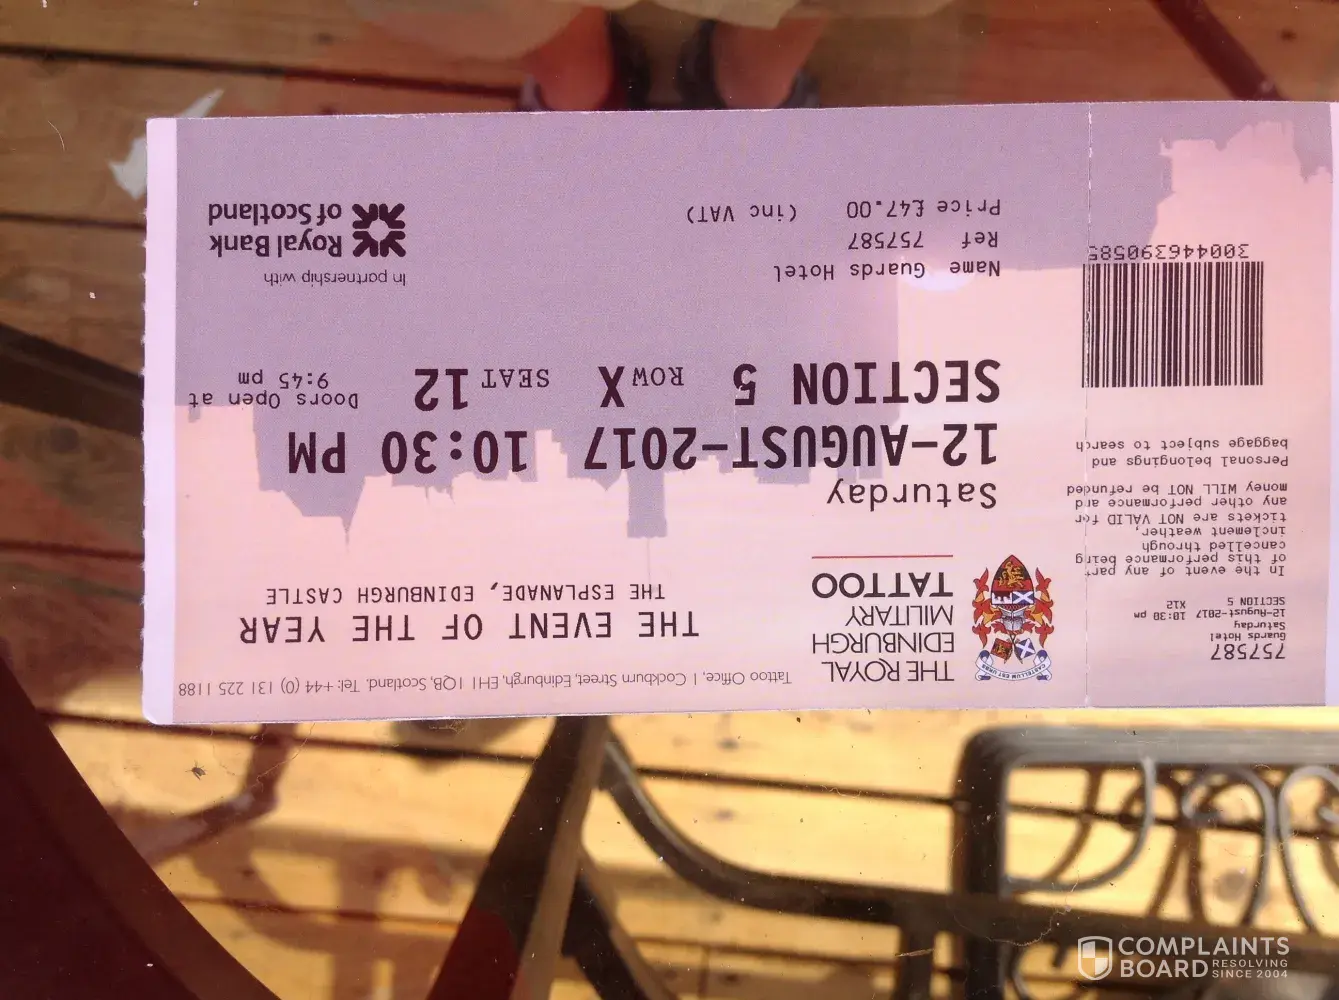 Tattoo Office, 1 Cockburn Street, Edinburgh, EH1 1QB, Scotland. Tel: +44 (0) 131 225 1188
THE ROYAL
EDINBURGH
MILITARY
TATTOO
CASTELLUM EST URBS
THE EVENT OF THE YEAR
THE ESPLANADE, EDINBURGH CASTLE
Saturday
12-AUGUST-2017 10:30 PM
SECTION 5 ROW X SEAT 12
Doors Open at
9:45 pm
Name Guards Hotel
Ref 757587
Price £47.00 (inc VAT)
In partnership with
Royal Bank
of Scotland
757587
Guards Hotel
Saturday
12-August-2017 10:30 pm
SECTION 5 X12
In the event of any part
of this performance being
cancelled through
inclement weather,
tickets are NOT VALID for
any other performance and
money WILL NOT be refunded
Personal belongings and
baggage subject to search
300446390585
COMPLAINTS
BOARD RESOLVING
SINCE 2004